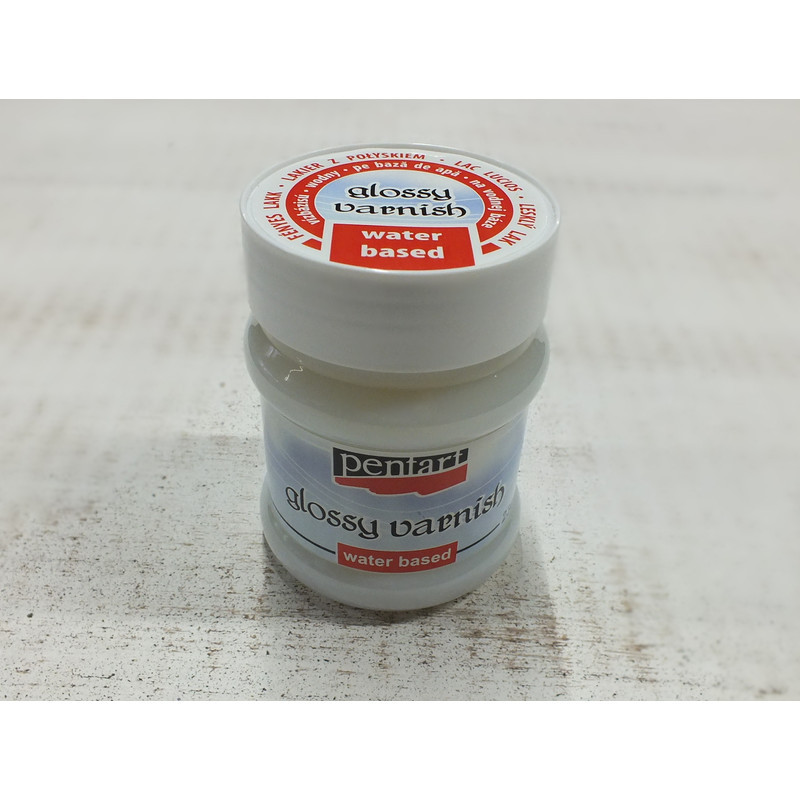 FÉNYES LAKK • LAKIER Z POŁYSKIEM • LAC LUCIOS • LESKLÝ LAK
vízbázisú • wodny • pe bază de apă • na vodnej báze
glossy
varnish
water
based
pentart
glossy varnish
water based